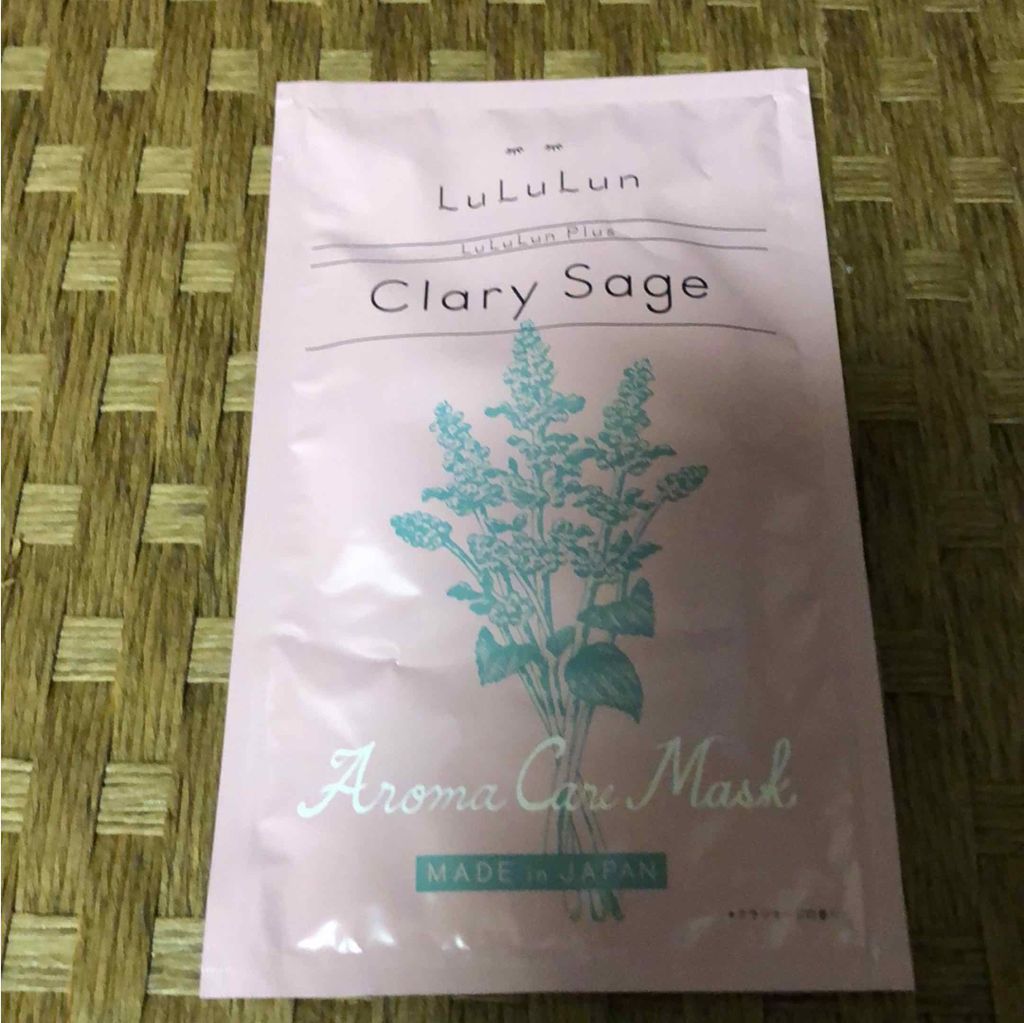 LuLuLun
LuLuLun Plus
Clary Sage
Aroma Care Mask
MADE in JAPAN